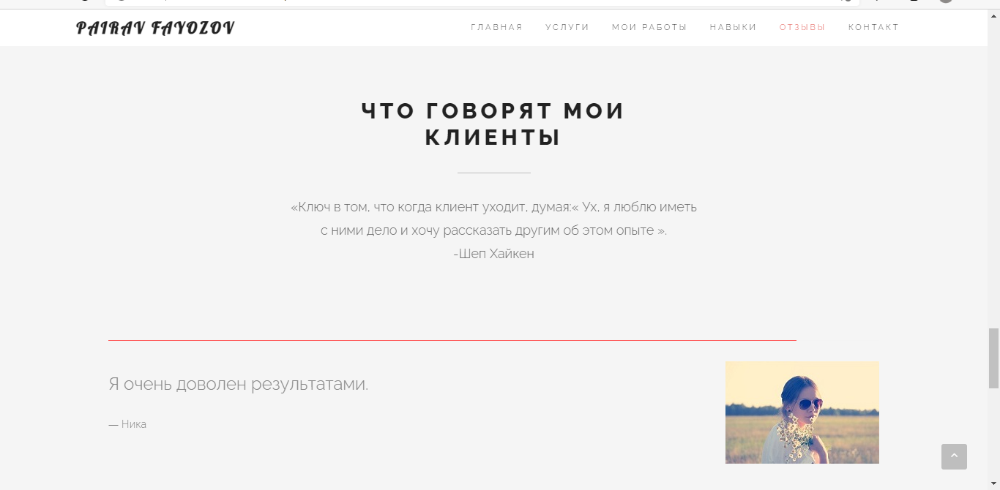 PAIRAV FAYOZOV
ГЛАВНАЯ УСЛУГИ МОИ РАБОТЫ НАВЫКИ ОТЗЫВЫ КОНТАКТ
ЧТО ГОВОРЯТ МОИ
КЛИЕНТЫ
«Ключ в том, что когда клиент уходит, думая:« Ух, я люблю иметь
с ними дело и хочу рассказать другим об этом опыте ».
-Шеп Хайкен
Я очень доволен результатами.
— Ника